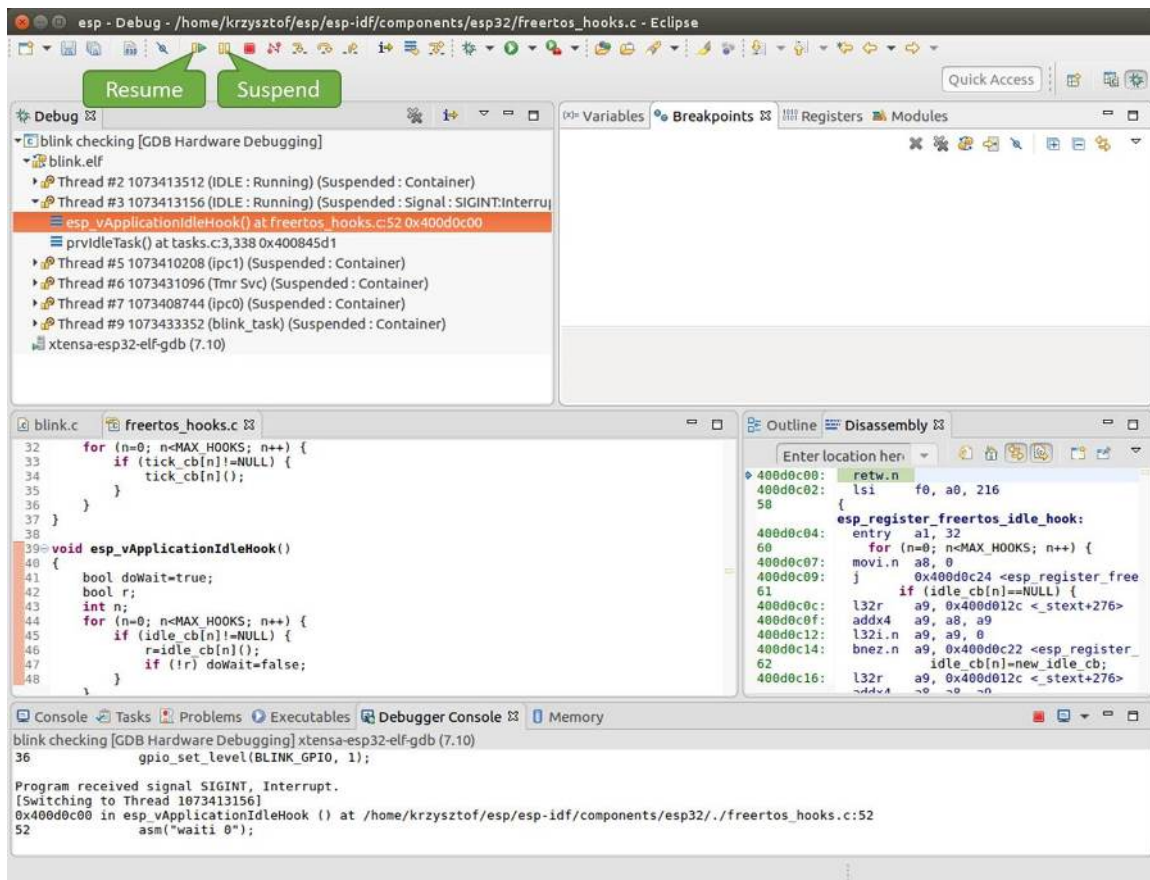 esp - Debug - /home/krzysztof/esp/esp-idf/components/esp32/freertos_hooks.c - Eclipse
Resume
Suspend
Quick Access
Debug
blink checking [GDB Hardware Debugging]
blink.elf
Thread #2 1073413512 (IDLE : Running) (Suspended : Container)
Thread #3 1073413156 (IDLE : Running) (Suspended : Signal : SIGINT:Interrup
esp_vApplicationIdleHook() at freertos_hooks.c:52 0x400d0c00
prvIdleTask() at tasks.c:3,338 0x400845d1
Thread #5 1073410208 (ipc1) (Suspended : Container)
Thread #6 1073431096 (Tmr Svc) (Suspended : Container)
Thread #7 1073408744 (ipc0) (Suspended : Container)
Thread #9 1073433352 (blink_task) (Suspended : Container)
xtensa-esp32-elf-gdb (7.10)
(x)= Variables Breakpoints Registers Modules
blink.c freertos_hooks.c
32 for (n=0; n<MAX_HOOKS; n++) {
33 if (tick_cb[n]!=NULL) {
34 tick_cb[n]();
35 }
36 }
37 }
38
39 void esp_vApplicationIdleHook()
40 {
41 bool doWait=true;
42 bool r;
43 int n;
44 for (n=0; n<MAX_HOOKS; n++) {
45 if (idle_cb[n]!=NULL) {
46 r=idle_cb[n]();
47 if (!r) doWait=false;
48 }
}
Outline Disassembly
Enter location her
400d0c00: retw.n
400d0c02: lsi f0, a0, 216
58 {
esp_register_freertos_idle_hook:
400d0c04: entry a1, 32
60 for (n=0; n<MAX_HOOKS; n++) {
400d0c07: movi.n a8, 0
400d0c09: j 0x400d0c24 <esp_register_free
61 if (idle_cb[n]==NULL) {
400d0c0c: l32r a9, 0x400d012c <_stext+276>
400d0c0f: addx4 a9, a8, a9
400d0c12: l32i.n a9, a9, 0
400d0c14: bnez.n a9, 0x400d0c22 <esp_register_
62 idle_cb[n]=new_idle_cb;
400d0c16: l32r a9, 0x400d012c <_stext+276>
addx4 a8, a8, a9
Console Tasks Problems Executables Debugger Console Memory
blink checking [GDB Hardware Debugging] xtensa-esp32-elf-gdb (7.10)
36 gpio_set_level(BLINK_GPIO, 1);
Program received signal SIGINT, Interrupt.
[Switching to Thread 1073413156]
0x400d0c00 in esp_vApplicationIdleHook () at /home/krzysztof/esp/esp-idf/components/esp32/./freertos_hooks.c:52
52 asm("waiti 0");